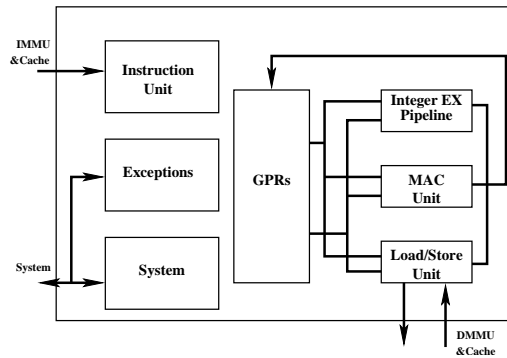 IMMU
&Cache
Instruction
Unit
Integer EX
Pipeline
Exceptions
GPRs
MAC
Unit
System
System
Load/Store
Unit
DMMU
&Cache